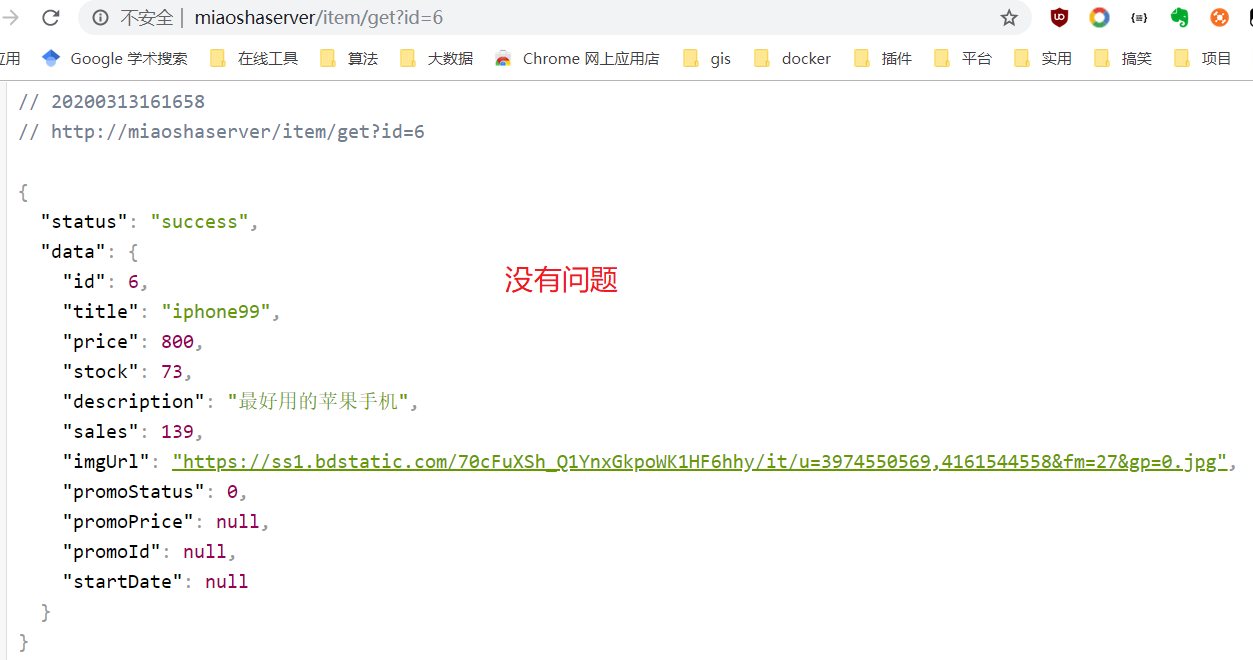 不安全 | miaoshaserver/item/get?id=6
应用 Google 学术搜索 在线工具 算法 大数据 Chrome 网上应用店 gis docker 插件 平台 实用 搞笑 项目
// 20200313161658
// http://miaoshaserver/item/get?id=6
{
"status": "success",
"data": {
"id": 6,
没有问题
"title": "iphone99",
"price": 800,
"stock": 73,
"description": "最好用的苹果手机",
"sales": 139,
"imgUrl": "https://ss1.bdstatic.com/70cFuXSh_Q1YnxGkpoWK1HF6hhy/it/u=3974550569,4161544558&fm=27&gp=0.jpg",
"promoStatus": 0,
"promoPrice": null,
"promoId": null,
"startDate": null
}
}